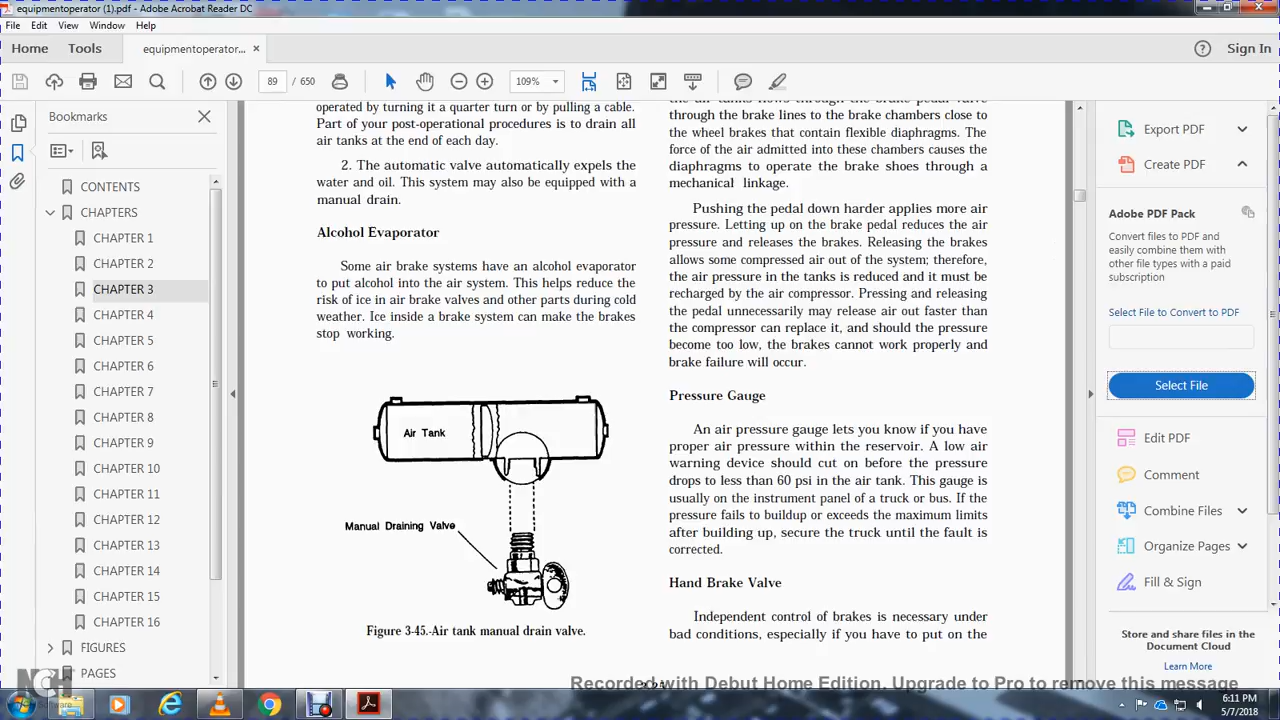 equipmentoperator (1).pdf - Adobe Acrobat Reader DC
File Edit View Window Help
Home Tools equipmentoperator... × Sign In
89 / 650 109%
Bookmarks
CONTENTS
CHAPTERS
CHAPTER 1
CHAPTER 2
CHAPTER 3
CHAPTER 4
CHAPTER 5
CHAPTER 6
CHAPTER 7
CHAPTER 8
CHAPTER 9
CHAPTER 10
CHAPTER 11
CHAPTER 12
CHAPTER 13
CHAPTER 14
CHAPTER 15
CHAPTER 16
FIGURES
PAGES
operated by turning it a quarter turn or by pulling a cable.
Part of your post-operational procedures is to drain all
air tanks at the end of each day.
2. The automatic valve automatically expels the
water and oil. This system may also be equipped with a
manual drain.
Alcohol Evaporator
Some air brake systems have an alcohol evaporator
to put alcohol into the air system. This helps reduce the
risk of ice in air brake valves and other parts during cold
weather. Ice inside a brake system can make the brakes
stop working.
Air Tank
Manual Draining Valve
Figure 3-45.-Air tank manual drain valve.
the air tanks flows through the brake pedal valve
through the brake lines to the brake chambers close to
the wheel brakes that contain flexible diaphragms. The
force of the air admitted into these chambers causes the
diaphragms to operate the brake shoes through a
mechanical linkage.
Pushing the pedal down harder applies more air
pressure. Letting up on the brake pedal reduces the air
pressure and releases the brakes. Releasing the brakes
allows some compressed air out of the system; therefore,
the air pressure in the tanks is reduced and it must be
recharged by the air compressor. Pressing and releasing
the pedal unnecessarily may release air out faster than
the compressor can replace it, and should the pressure
become too low, the brakes cannot work properly and
brake failure will occur.
Pressure Gauge
An air pressure gauge lets you know if you have
proper air pressure within the reservoir. A low air
warning device should cut on before the pressure
drops to less than 60 psi in the air tank. This gauge is
usually on the instrument panel of a truck or bus. If the
pressure fails to buildup or exceeds the maximum limits
after building up, secure the truck until the fault is
corrected.
Hand Brake Valve
Independent control of brakes is necessary under
bad conditions, especially if you have to put on the
Export PDF
Create PDF
Adobe PDF Pack
Convert files to PDF and
easily combine them with
other file types with a paid
subscription
Select File to Convert to PDF
Select File
Edit PDF
Comment
Combine Files
Organize Pages
Fill & Sign
Store and share files in the
Document Cloud
Learn More
NCH
Recorded with Debut Home Edition. Upgrade to Pro to remove this message
6:11 PM
5/7/2018